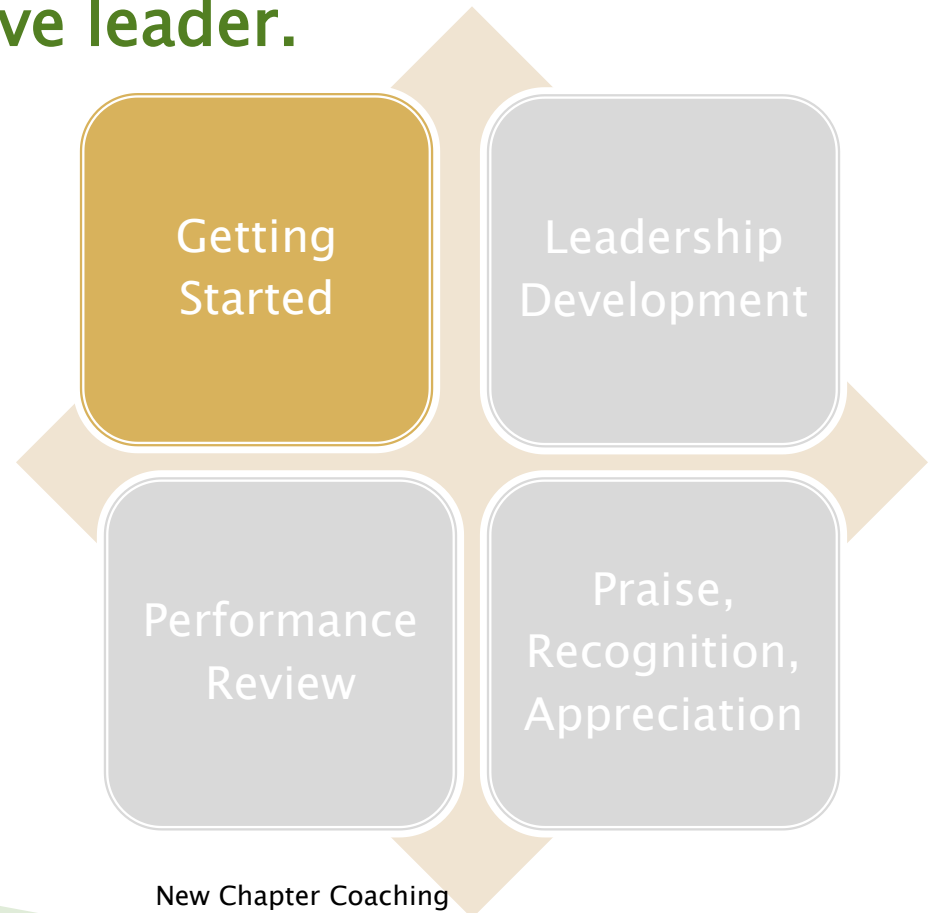 ve leader.
Getting
Started
Leadership
Development
Performance
Review
Praise,
Recognition,
Appreciation
New Chapter Coaching